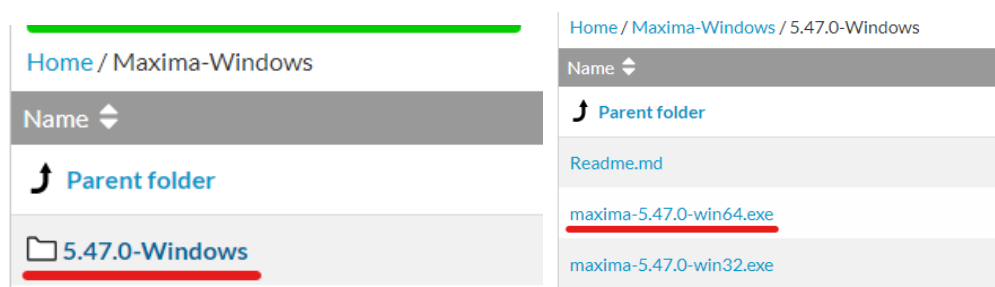 Home / Maxima-Windows
Name
Parent folder
5.47.0-Windows
Home / Maxima-Windows / 5.47.0-Windows
Name
Parent folder
Readme.md
maxima-5.47.0-win64.exe
maxima-5.47.0-win32.exe